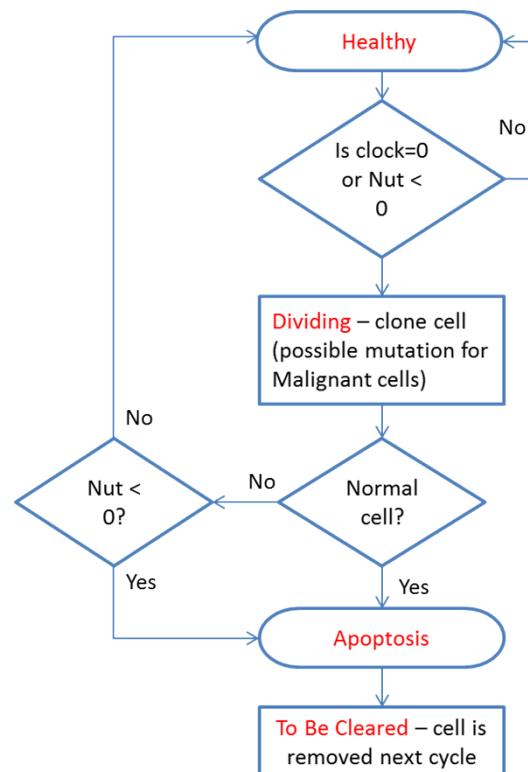 Healthy
No
Is clock=0
or Nut <
0
Dividing – clone cell
(possible mutation for
Malignant cells)
No
Nut <
0?
No
Normal
cell?
Yes
Yes
Apoptosis
To Be Cleared – cell is
removed next cycle